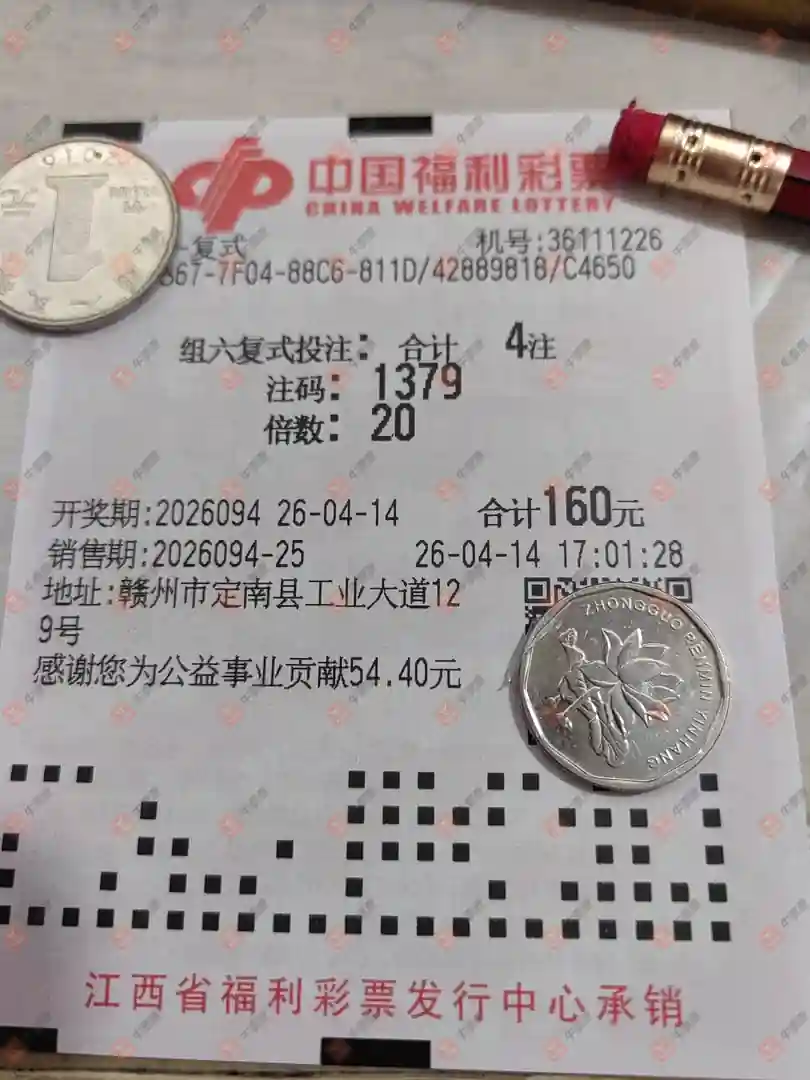 中国福利彩票
CHINA WELFARE LOTTERY
复式 机号:36111226
867-7F04-88C6-811D/42889818/C4650
组六复式投注: 合计 4注
注码: 1379
倍数: 20
开奖期:2026094 26-04-14 合计160元
销售期:2026094-25 26-04-14 17:01:28
地址:赣州市定南县工业大道12
9号
感谢您为公益事业贡献54.40元
ZHONGGUO RENMIN YINHANG
江西省福利彩票发行中心承销